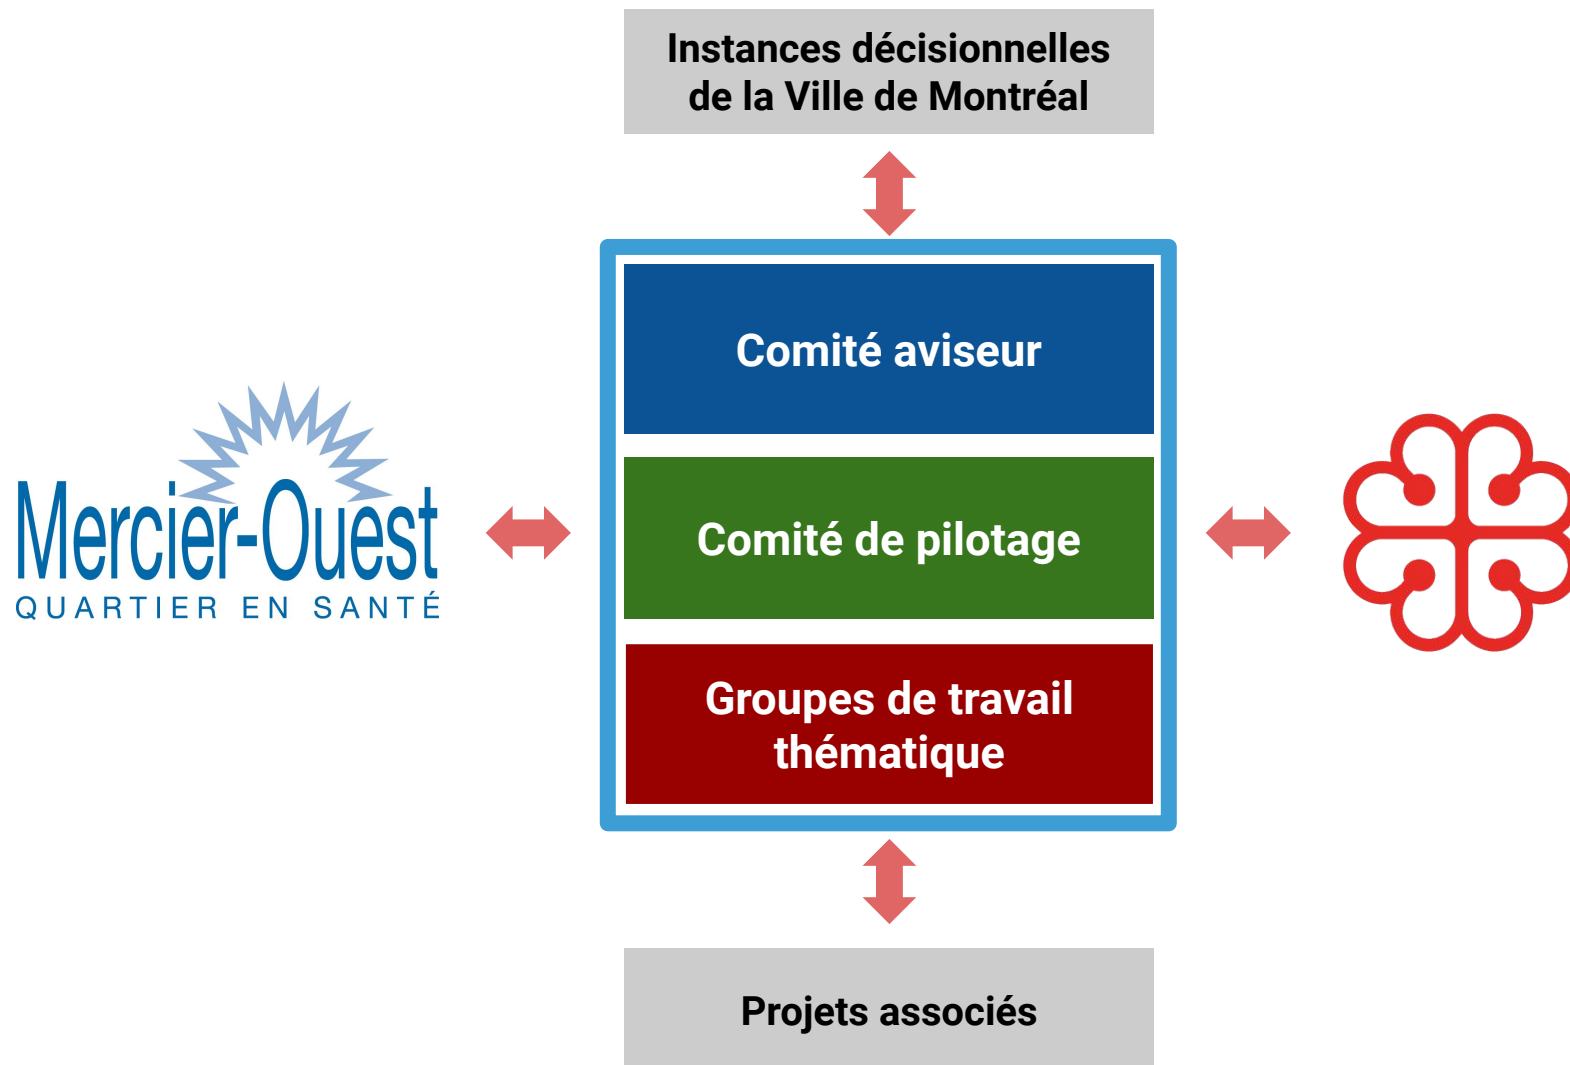 Instances décisionnelles
de la Ville de Montréal
Comité aviseur
Mercier-Ouest
QUARTIER EN SANTÉ
Comité de pilotage
Groupes de travail
thématique
Projets associés